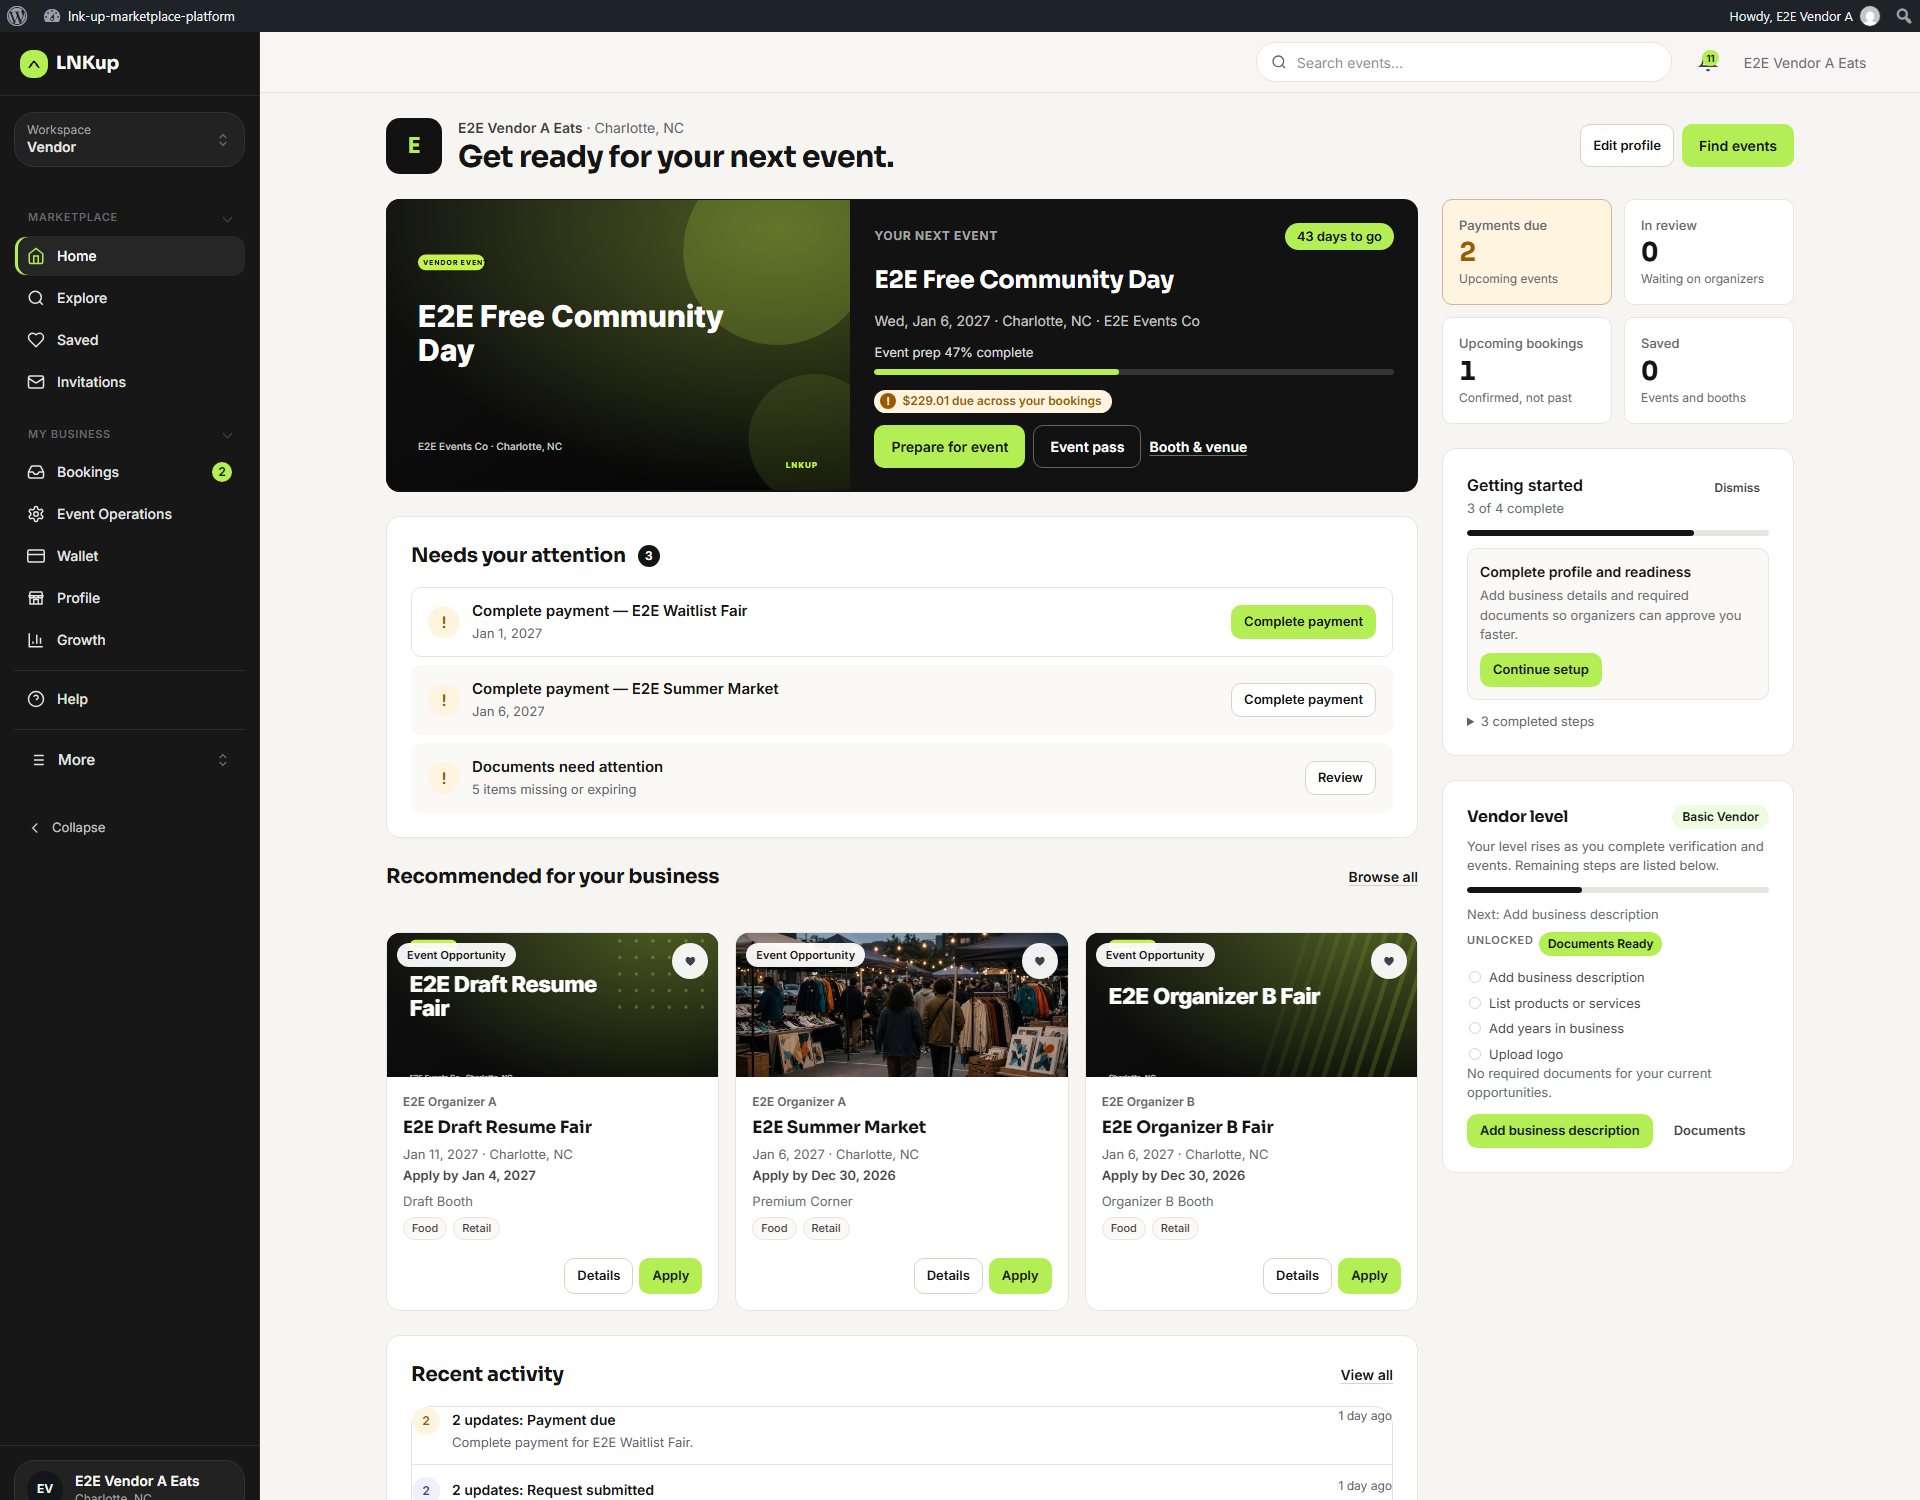 lnk-up-marketplace-platform
Howdy, E2E Vendor A
LNKup
Search events...
11
E2E Vendor A Eats
Workspace
Vendor
MARKETPLACE
Home
Explore
Saved
Invitations
MY BUSINESS
Bookings
2
Event Operations
Wallet
Profile
Growth
Help
More
Collapse
EV
E2E Vendor A Eats
Charlotte, NC
E
E2E Vendor A Eats · Charlotte, NC
Get ready for your next event.
Edit profile
Find events
VENDOR EVENT
E2E Free Community
Day
E2E Events Co · Charlotte, NC
LNKUP
YOUR NEXT EVENT
43 days to go
E2E Free Community Day
Wed, Jan 6, 2027 · Charlotte, NC · E2E Events Co
Event prep 47% complete
! $229.01 due across your bookings
Prepare for event
Event pass
Booth & venue
Payments due
2
Upcoming events
In review
0
Waiting on organizers
Upcoming bookings
1
Confirmed, not past
Saved
0
Events and booths
Needs your attention 3
!
Complete payment — E2E Waitlist Fair
Jan 1, 2027
Complete payment
!
Complete payment — E2E Summer Market
Jan 6, 2027
Complete payment
!
Documents need attention
5 items missing or expiring
Review
Getting started
Dismiss
3 of 4 complete
Complete profile and readiness
Add business details and required
documents so organizers can approve you
faster.
Continue setup
3 completed steps
Vendor level
Basic Vendor
Your level rises as you complete verification and
events. Remaining steps are listed below.
Next: Add business description
UNLOCKED Documents Ready
Add business description
List products or services
Add years in business
Upload logo
No required documents for your current
opportunities.
Add business description
Documents
Recommended for your business
Browse all
Event Opportunity
E2E Draft Resume
Fair
E2E Organizer A
E2E Draft Resume Fair
Jan 11, 2027 · Charlotte, NC
Apply by Jan 4, 2027
Draft Booth
Food
Retail
Details
Apply
Event Opportunity
E2E Organizer A
E2E Summer Market
Jan 6, 2027 · Charlotte, NC
Apply by Dec 30, 2026
Premium Corner
Food
Retail
Details
Apply
Event Opportunity
E2E Organizer B Fair
E2E Organizer B
E2E Organizer B Fair
Jan 6, 2027 · Charlotte, NC
Apply by Dec 30, 2026
Organizer B Booth
Food
Retail
Details
Apply
Recent activity
View all
2
2 updates: Payment due
1 day ago
Complete payment for E2E Waitlist Fair.
2
2 updates: Request submitted
1 day ago